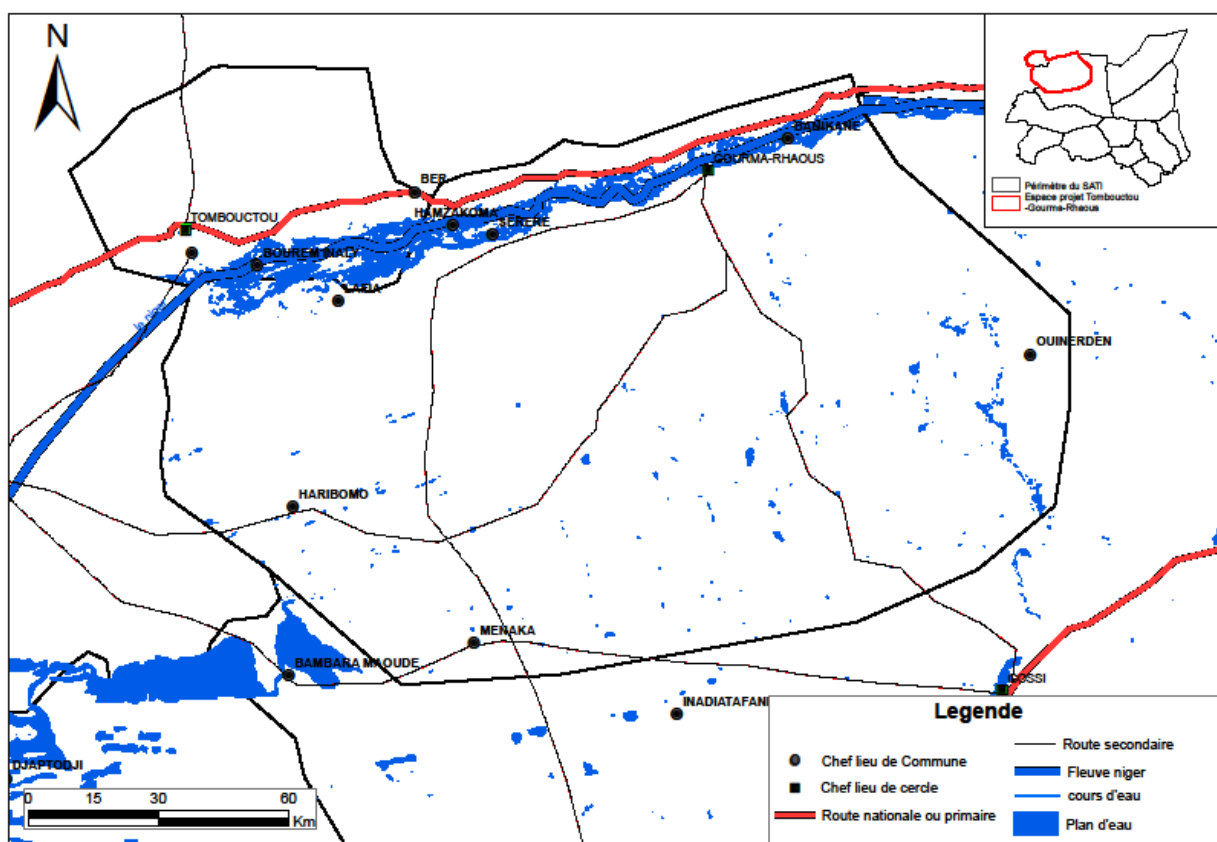 N
BANIKANE
GOURMA-RHAOUS
BER
HAMZAKOMA
SERERE
TOMBOUCTOU
BOUREM INALY
LAFIA
OUINERDEN
HARIBOMO
MENAKA
BAMBARA MAOUDE
INADIATAFAN
GOSSI
DJAPTODJI
0 15 30 60
Km
Périmètre du SATI
Espace projet Tombouctou
-Gourma-Rhaous
Legende
Chef lieu de Commune
Chef lieu de cercle
Route nationale ou primaire
Route secondaire
Fleuve niger
cours d'eau
Plan d'eau